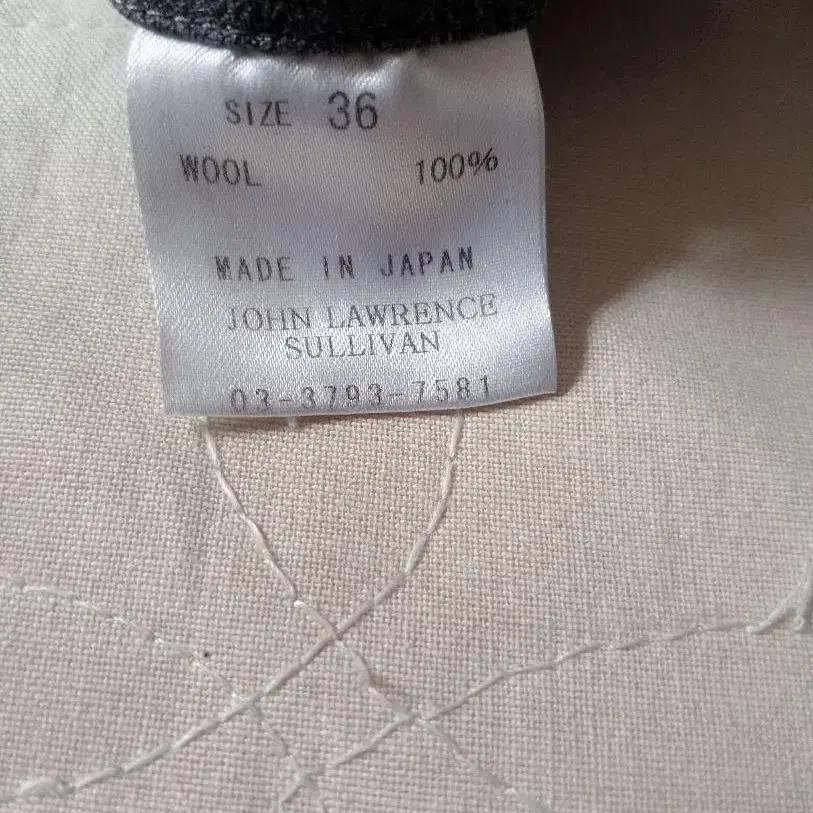 SIZE 36
WOOL 100%
MADE IN JAPAN
JOHN LAWRENCE
SULLIVAN
03-3793-7581